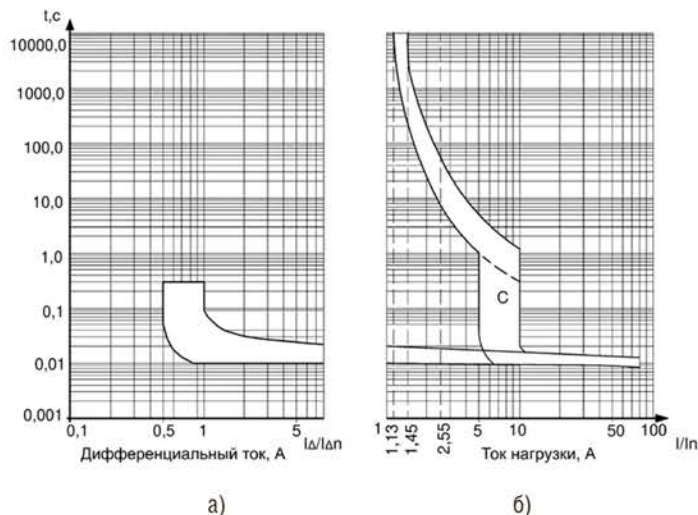 t,c
10000,0
1000,0
100,0
10,0
1,0
0,1
0,01
0,001
0,1 0,5 1 5 IΔ/IΔn
Дифференциальный ток, А
а)
C
1 1,13 1,45 2,55 5 10 50 100 I/In
Ток нагрузки, А
б)